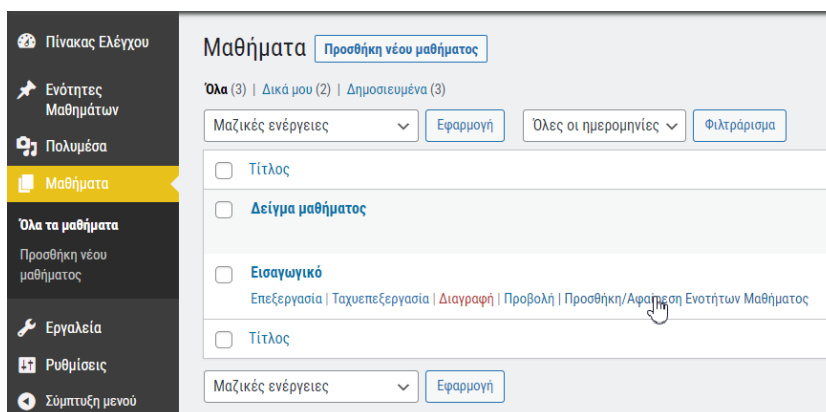 Πίνακας Ελέγχου
Ενότητες
Μαθημάτων
Πολυμέσα
Μαθήματα
Όλα τα μαθήματα
Προσθήκη νέου
μαθήματος
Εργαλεία
Ρυθμίσεις
Σύμπτυξη μενού
Μαθήματα Προσθήκη νέου μαθήματος
Όλα (3) | Δικά μου (2) | Δημοσιευμένα (3)
Μαζικές ενέργειες Εφαρμογή Όλες οι ημερομηνίες Φιλτράρισμα
Τίτλος
Δείγμα μαθήματος
Εισαγωγικό
Επεξεργασία | Ταχυεπεξεργασία | Διαγραφή | Προβολή | Προσθήκη/Αφαίρεση Ενοτήτων Μαθήματος
Τίτλος
Μαζικές ενέργειες Εφαρμογή